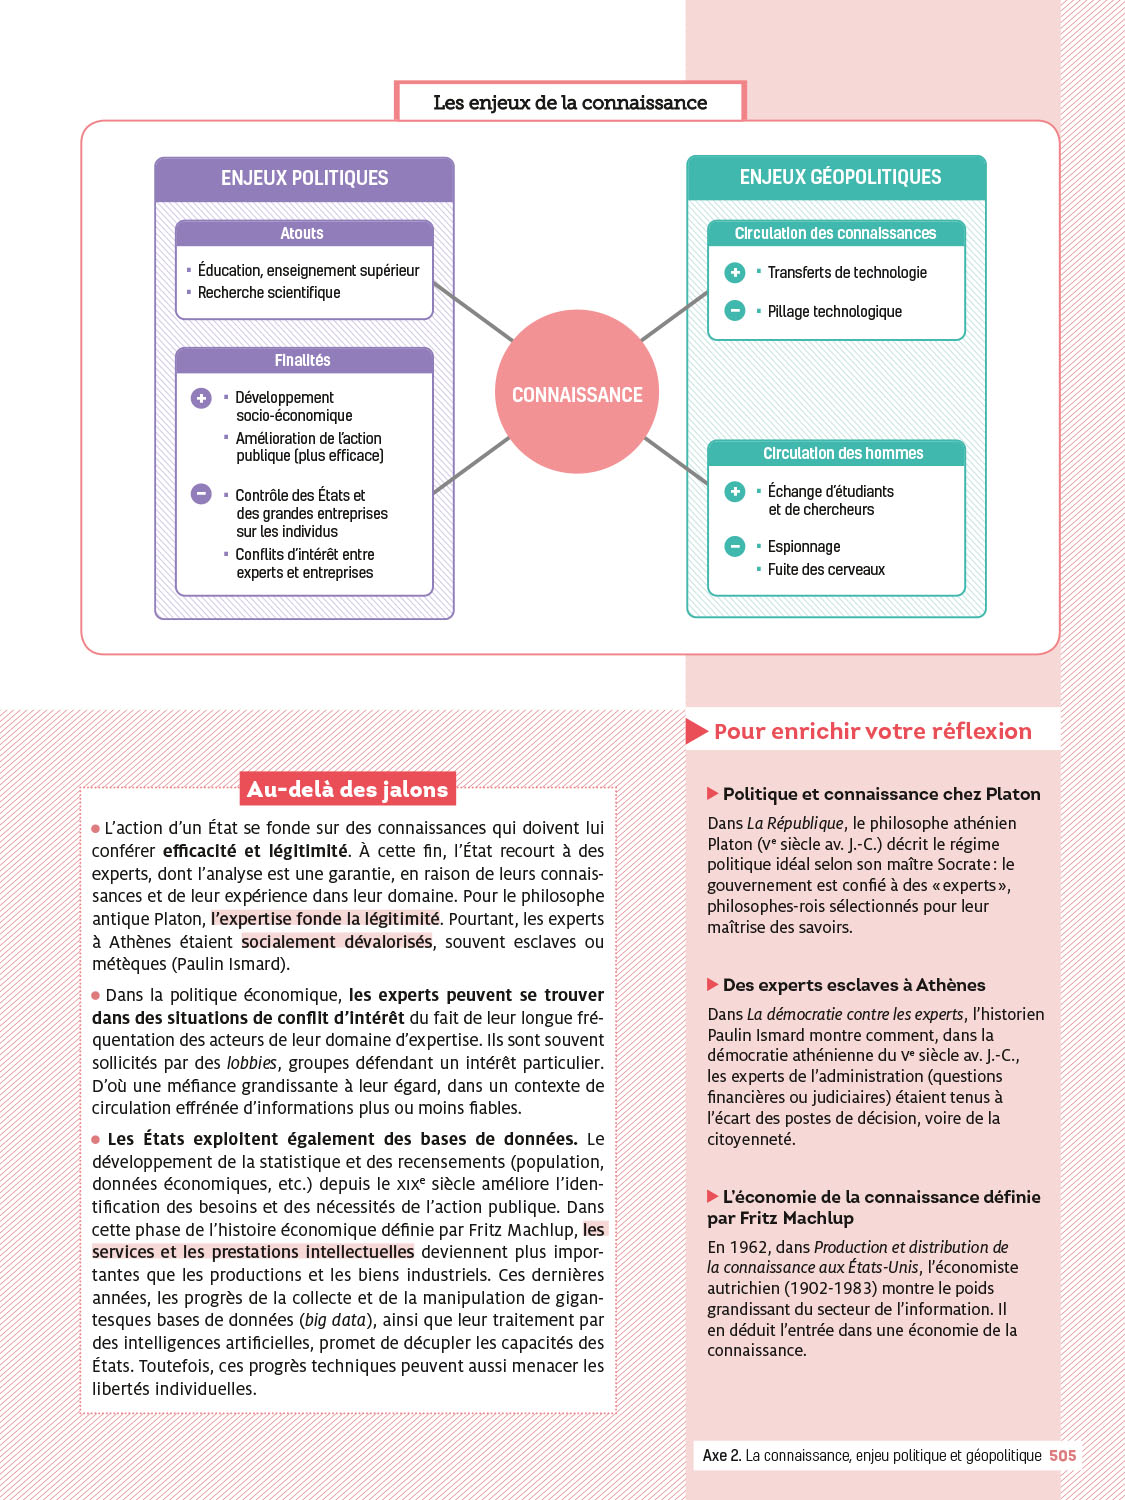 Les enjeux de la connaissance
ENJEUX POLITIQUES
Atouts
▪ Éducation, enseignement supérieur
▪ Recherche scientifique
Finalités
+ ▪ Développement
socio-économique
▪ Amélioration de l'action
publique (plus efficace)
− ▪ Contrôle des États et
des grandes entreprises
sur les individus
▪ Conflits d'intérêt entre
experts et entreprises
CONNAISSANCE
ENJEUX GÉOPOLITIQUES
Circulation des connaissances
+ ▪ Transferts de technologie
− ▪ Pillage technologique
Circulation des hommes
+ ▪ Échange d'étudiants
et de chercheurs
− ▪ Espionnage
▪ Fuite des cerveaux
Au-delà des jalons
● L'action d'un État se fonde sur des connaissances qui doivent lui
conférer efficacité et légitimité. À cette fin, l'État recourt à des
experts, dont l'analyse est une garantie, en raison de leurs connais-
sances et de leur expérience dans leur domaine. Pour le philosophe
antique Platon, l'expertise fonde la légitimité. Pourtant, les experts
à Athènes étaient socialement dévalorisés, souvent esclaves ou
métèques (Paulin Ismard).
● Dans la politique économique, les experts peuvent se trouver
dans des situations de conflit d'intérêt du fait de leur longue fré-
quentation des acteurs de leur domaine d'expertise. Ils sont souvent
sollicités par des lobbies, groupes défendant un intérêt particulier.
D'où une méfiance grandissante à leur égard, dans un contexte de
circulation effrénée d'informations plus ou moins fiables.
● Les États exploitent également des bases de données. Le
développement de la statistique et des recensements (population,
données économiques, etc.) depuis le XIXe siècle améliore l'iden-
tification des besoins et des nécessités de l'action publique. Dans
cette phase de l'histoire économique définie par Fritz Machlup, les
services et les prestations intellectuelles deviennent plus impor-
tantes que les productions et les biens industriels. Ces dernières
années, les progrès de la collecte et de la manipulation de gigan-
tesques bases de données (big data), ainsi que leur traitement par
des intelligences artificielles, promet de décupler les capacités des
États. Toutefois, ces progrès techniques peuvent aussi menacer les
libertés individuelles.
Pour enrichir votre réflexion
Politique et connaissance chez Platon
Dans La République, le philosophe athénien
Platon (Ve siècle av. J.-C.) décrit le régime
politique idéal selon son maître Socrate : le
gouvernement est confié à des « experts »,
philosophes-rois sélectionnés pour leur
maîtrise des savoirs.
Des experts esclaves à Athènes
Dans La démocratie contre les experts, l'historien
Paulin Ismard montre comment, dans la
démocratie athénienne du Ve siècle av. J.-C.,
les experts de l'administration (questions
financières ou judiciaires) étaient tenus à
l'écart des postes de décision, voire de la
citoyenneté.
L'économie de la connaissance définie
par Fritz Machlup
En 1962, dans Production et distribution de
la connaissance aux États-Unis, l'économiste
autrichien (1902-1983) montre le poids
grandissant du secteur de l'information. Il
en déduit l'entrée dans une économie de la
connaissance.
Axe 2. La connaissance, enjeu politique et géopolitique 505